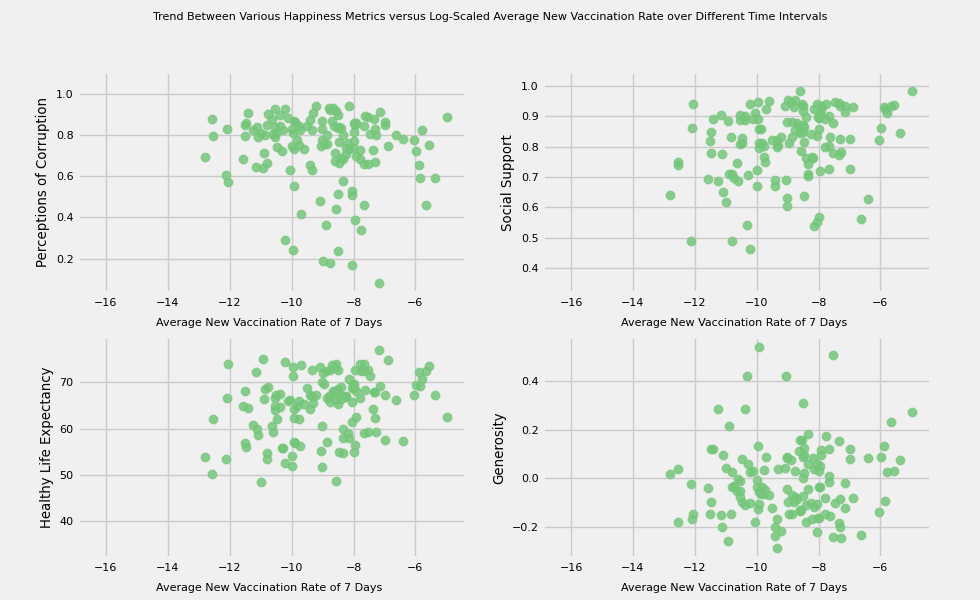 Trend Between Various Happiness Metrics versus Log-Scaled Average New Vaccination Rate over Different Time Intervals
Perceptions of Corruption
1.0
0.8
0.6
0.4
0.2
−16 −14 −12 −10 −8 −6
Average New Vaccination Rate of 7 Days
Social Support
1.0
0.9
0.8
0.7
0.6
0.5
0.4
−16 −14 −12 −10 −8 −6
Average New Vaccination Rate of 7 Days
Healthy Life Expectancy
70
60
50
40
−16 −14 −12 −10 −8 −6
Average New Vaccination Rate of 7 Days
Generosity
0.4
0.2
0.0
−0.2
−16 −14 −12 −10 −8 −6
Average New Vaccination Rate of 7 Days